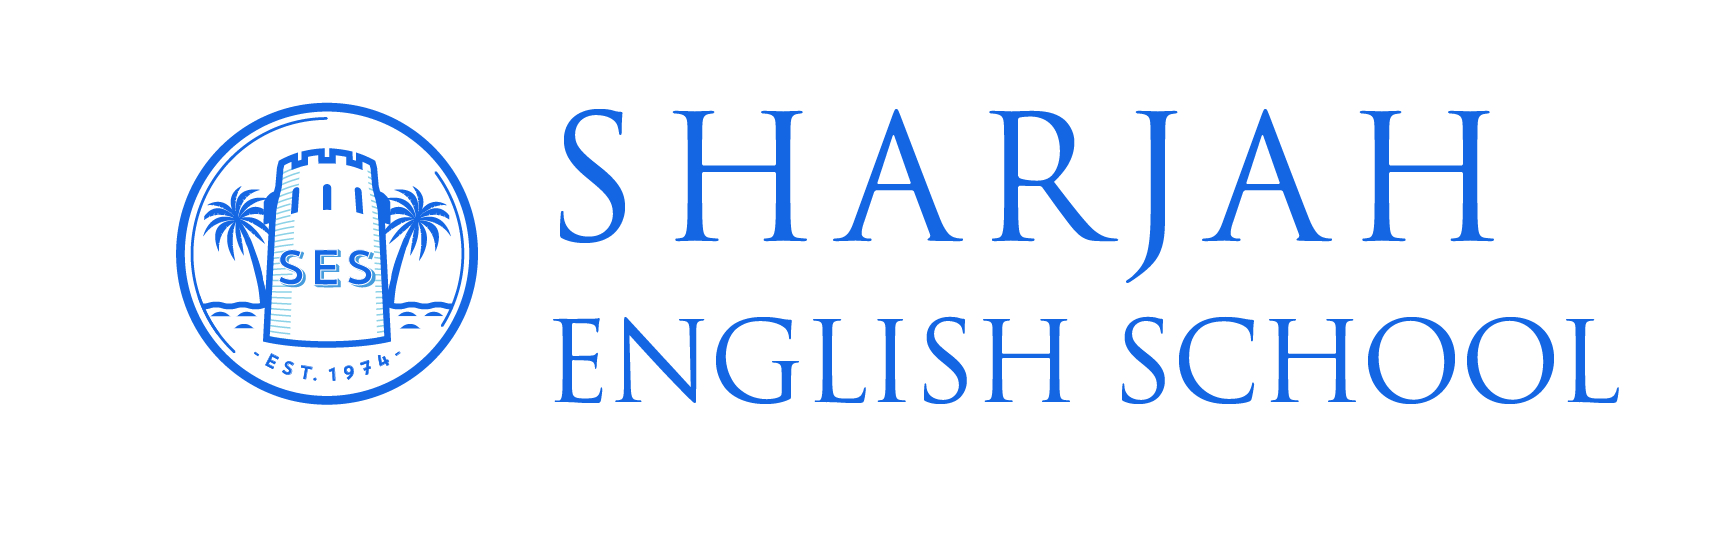 SES
- EST. 1974 -
SHARJAH
ENGLISH SCHOOL